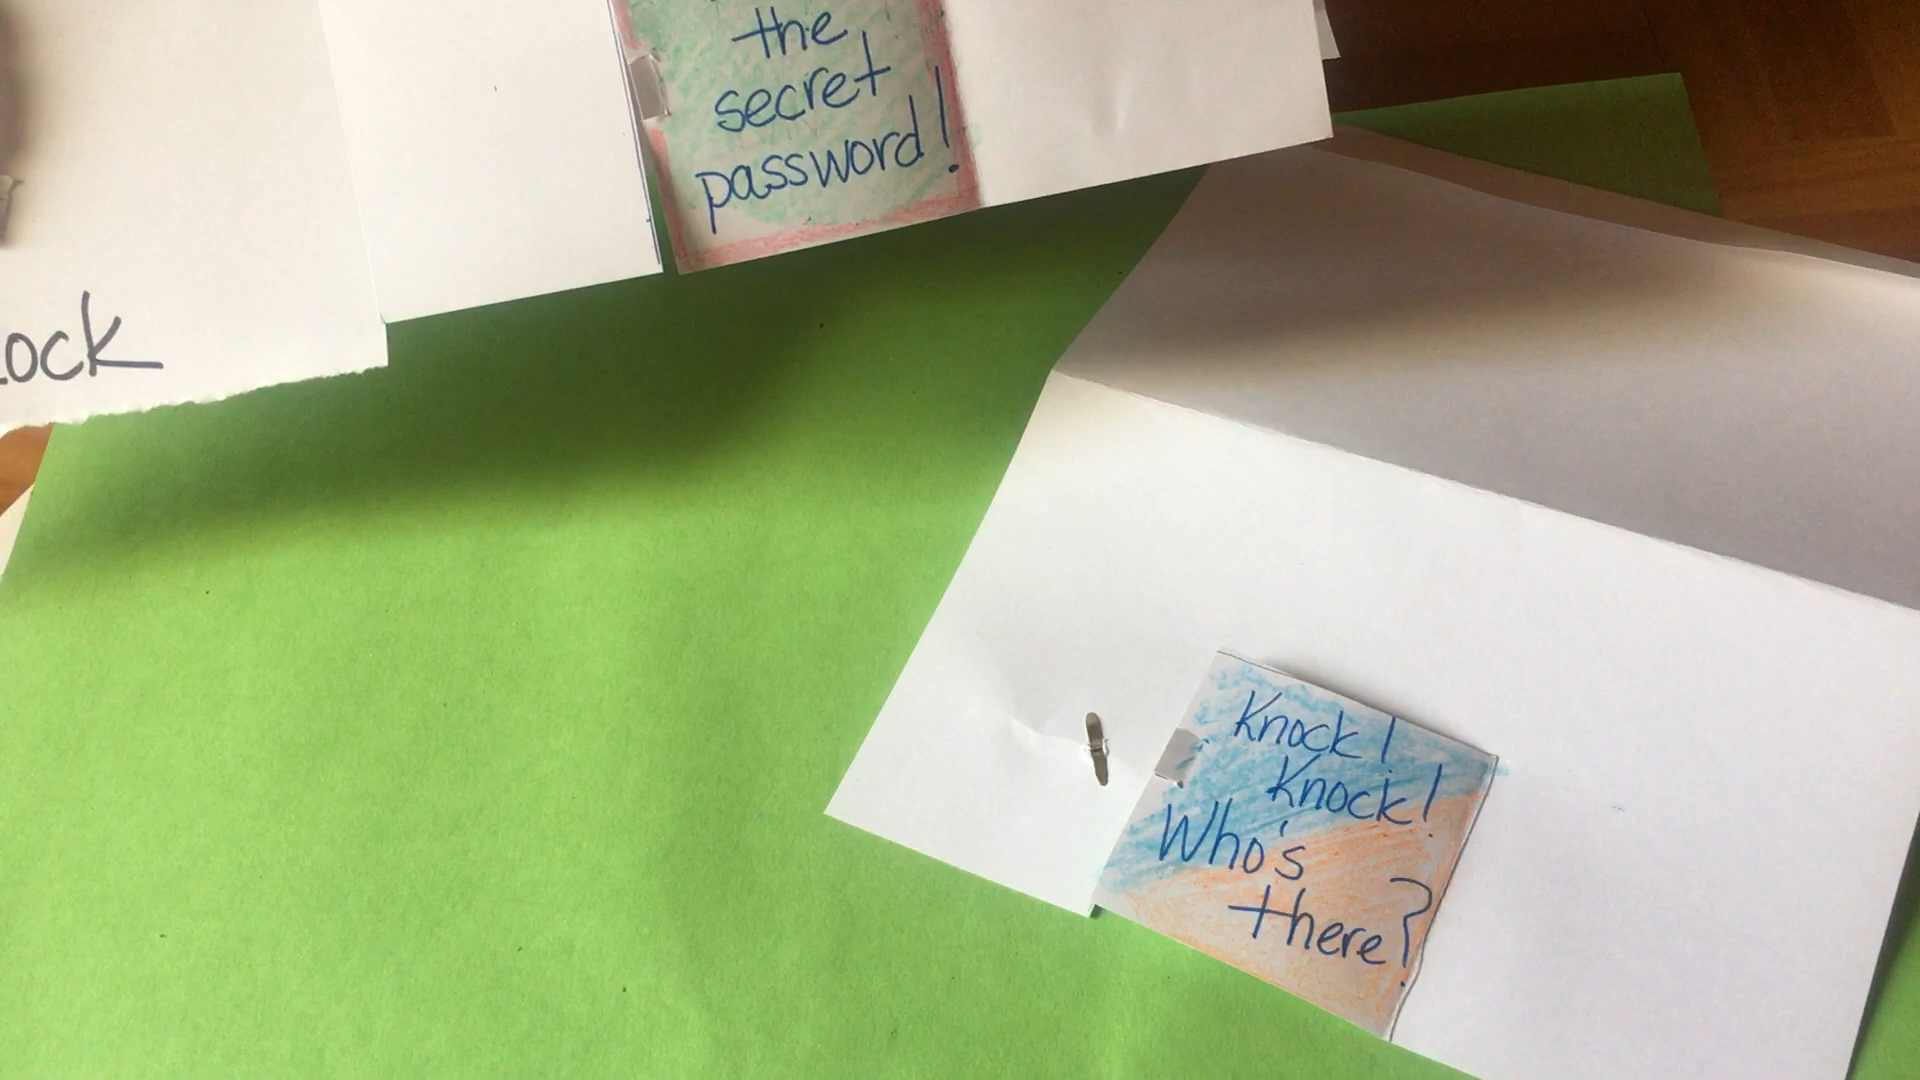 the
secret
password!
ock
Knock!
Knock!
Who's
there?